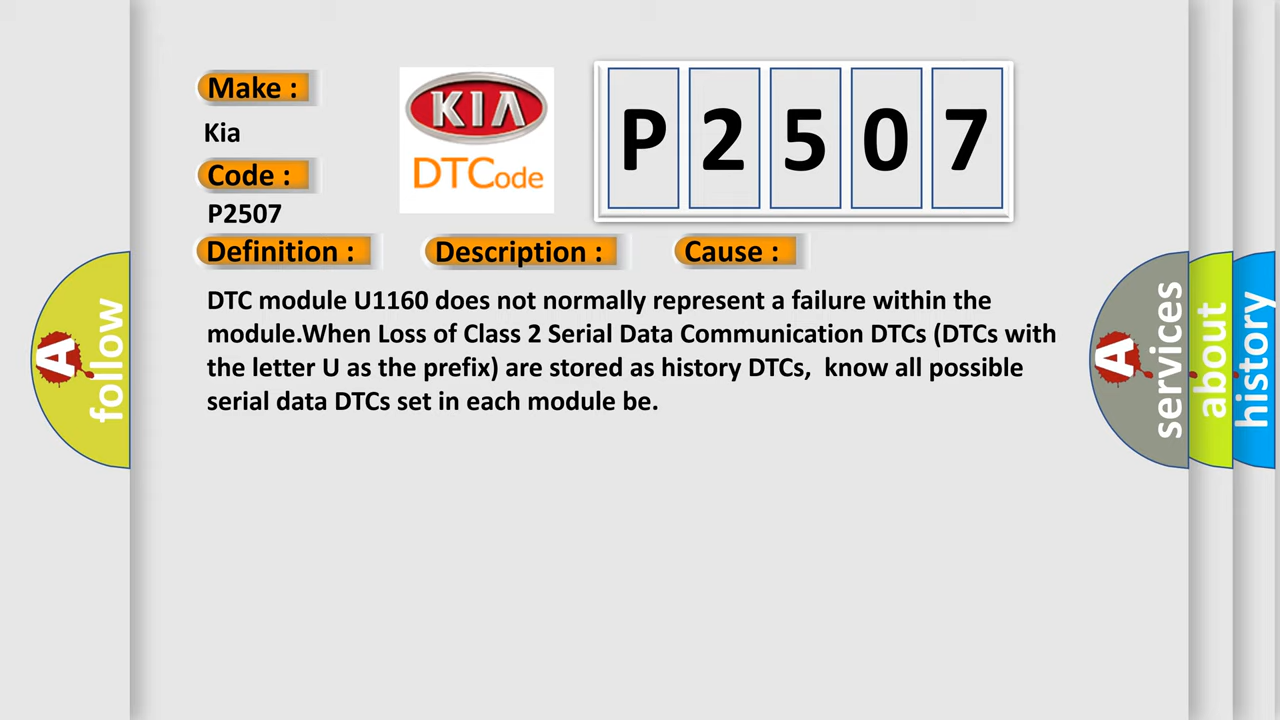 Make :
Kia
Code :
P2507
KIA
DTCode
P2507
Definition :
Description :
Cause :
DTC module U1160 does not normally represent a failure within the
module.When Loss of Class 2 Serial Data Communication DTCs (DTCs with
the letter U as the prefix) are stored as history DTCs,  know all possible
serial data DTCs set in each module be.
A
follow
A
services
about
history